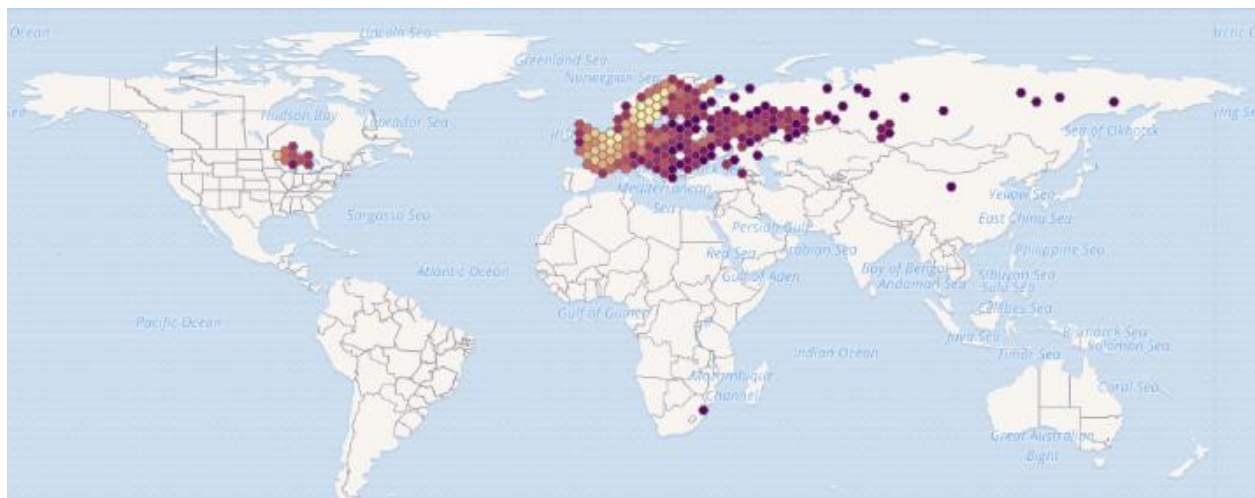 Ocean
Lincoln Sea
Arctic O
Greenland Sea
Norwegian Sea
Hudson Bay
Labrador Sea
ring Sea
Sea of Okhotsk
Mediterranean
Sea
Yellow Sea
East China Sea
Sargasso Sea
Persian Gulf
Arabian Sea
Red Sea
Philippine Sea
Gulf of Aden
Bay of Bengal
Andaman Sea
Sibuyan Sea
Sulu Sea
Atlantic Ocean
Gulf of Guinea
Celebes Sea
Pacific Ocean
Bismarck Sea
Solomon Sea
Java Sea
Timor Sea
Indian Ocean
Mozambique
Channel
Coral Sea
Great Australian
Bight